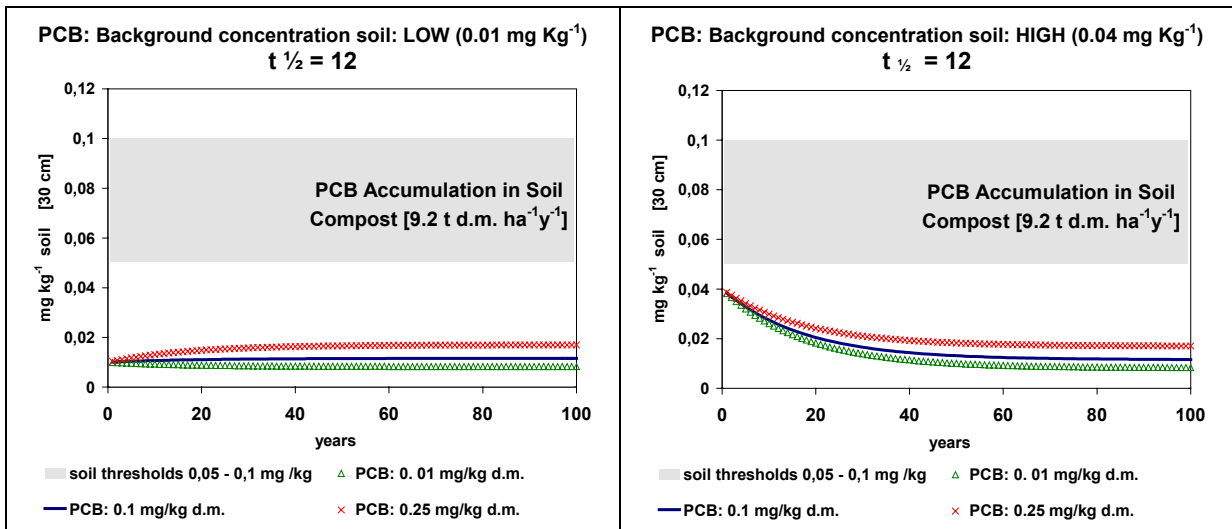 PCB: Background concentration soil: LOW (0.01 mg Kg⁻¹)
t ½ = 12
0,12
0,1
0,08
0,06
0,04
0,02
0
mg kg⁻¹ soil [30 cm]
PCB Accumulation in Soil
Compost [9.2 t d.m. ha⁻¹y⁻¹]
0 20 40 60 80 100
years
soil thresholds 0,05 - 0,1 mg /kg
PCB: 0. 01 mg/kg d.m.
PCB: 0.1 mg/kg d.m.
PCB: 0.25 mg/kg d.m.
PCB: Background concentration soil: HIGH (0.04 mg Kg⁻¹)
t ½ = 12
0,12
0,1
0,08
0,06
0,04
0,02
0
mg kg⁻¹ soil [30 cm]
PCB Accumulation in Soil
Compost [9.2 t d.m. ha⁻¹y⁻¹]
0 20 40 60 80 100
years
soil thresholds 0,05 - 0,1 mg /kg
PCB: 0. 01 mg/kg d.m.
PCB: 0.1 mg/kg d.m.
PCB: 0.25 mg/kg d.m.